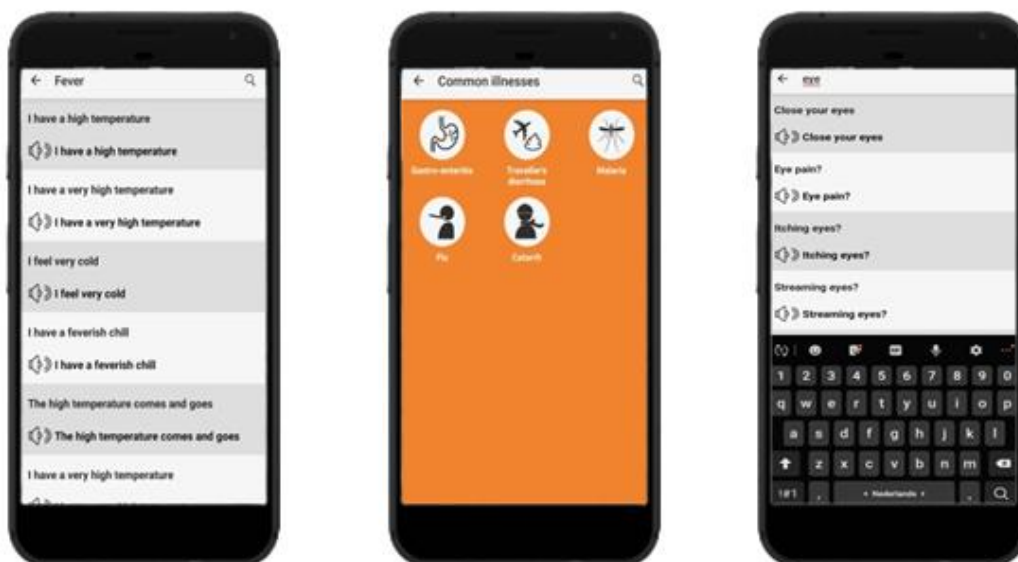 Fever
I have a high temperature
I have a high temperature
I have a very high temperature
I have a very high temperature
I feel very cold
I feel very cold
I have a feverish chill
I have a feverish chill
The high temperature comes and goes
The high temperature comes and goes
I have a very high temperature
Common illnesses
Gastro-enteritis
Traveller's
diarrhoea
Malaria
Flu
Catarrh
eye
Close your eyes
Close your eyes
Eye pain?
Eye pain?
Itching eyes?
Itching eyes?
Streaming eyes?
Streaming eyes?
1 2 3 4 5 6 7 8 9 0
q w e r t y u i o p
a s d f g h j k l
z x c v b n m
!#1 , Nederlands .